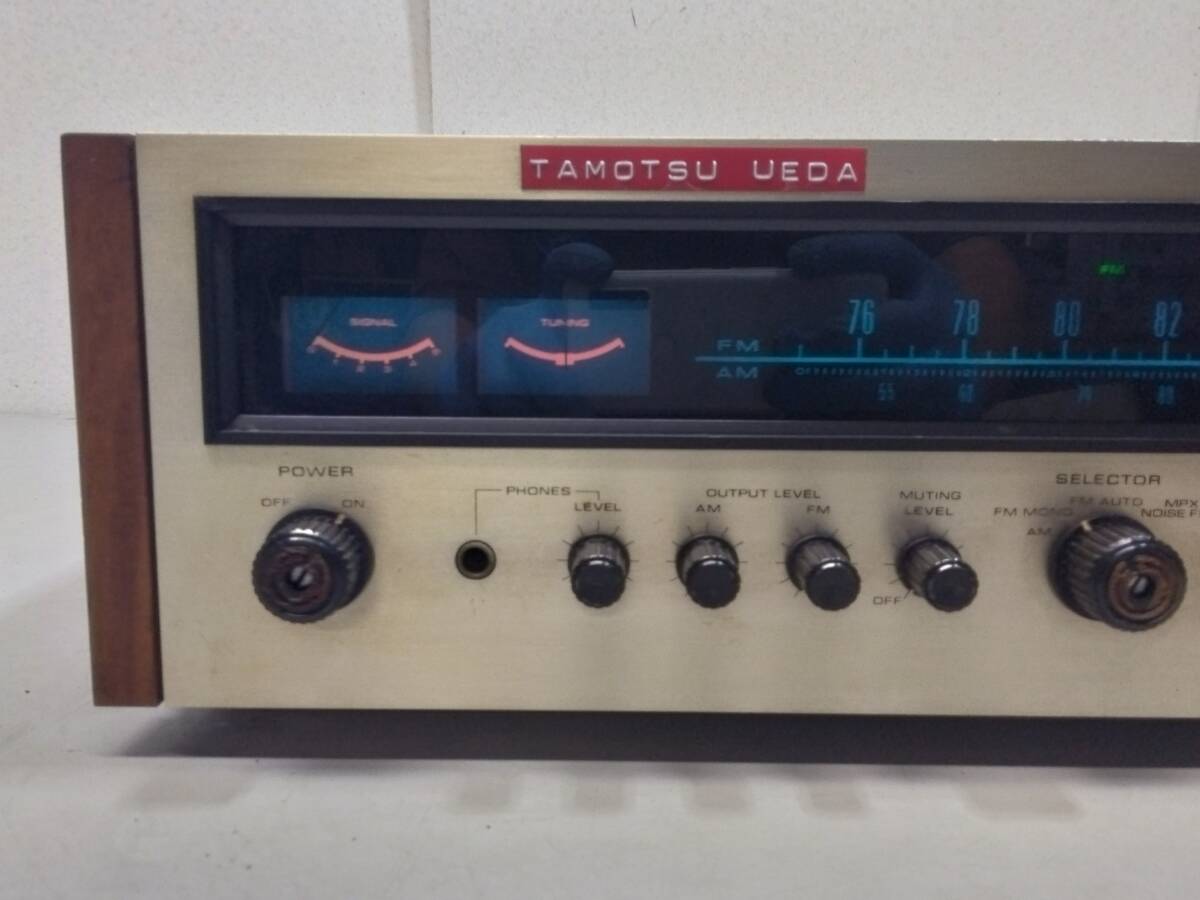 TAMOTSU UEDA
SIGNAL
TUNING
FM
76 78 80 82
FM
AM
55 60 70 80
POWER
OFF ON
PHONES
LEVEL
OUTPUT LEVEL
AM FM
MUTING
LEVEL
OFF
SELECTOR
FM AUTO MPX
FM MONO NOISE F
AM